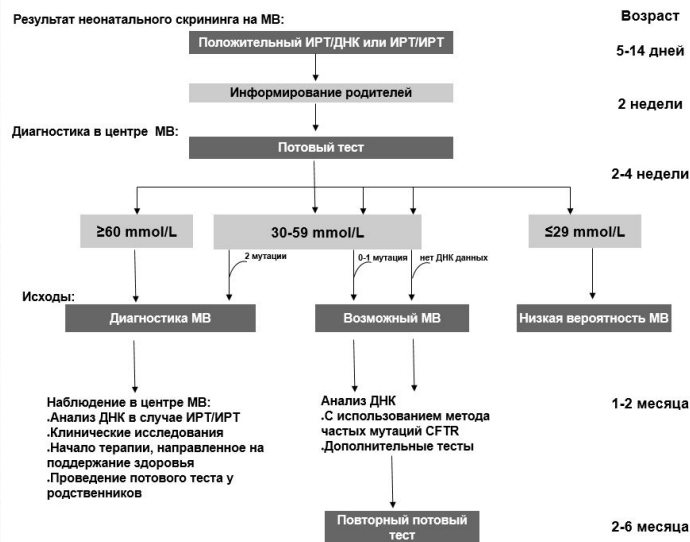 Результат неонатального скрининга на МВ:
Возраст
Положительный ИРТ/ДНК или ИРТ/ИРТ
5-14 дней
Информирование родителей
2 недели
Диагностика в центре МВ:
Потовый тест
2-4 недели
≥60 mmol/L
30-59 mmol/L
≤29 mmol/L
2 мутации
0-1 мутация
нет ДНК данных
Исходы:
Диагностика МВ
Возможный МВ
Низкая вероятность МВ
Наблюдение в центре МВ:
.Анализ ДНК в случае ИРТ/ИРТ
.Клинические исследования
.Начало терапии, направленное на
поддержание здоровья
.Проведение потового теста у
родственников
Анализ ДНК
.С использованием метода
частых мутаций CFTR
.Дополнительные тесты
1-2 месяца
Повторный потовый
тест
2-6 месяца